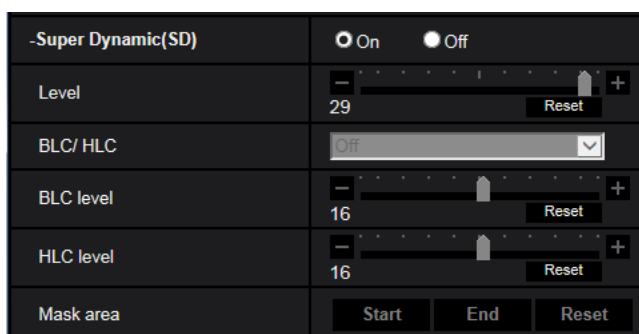 -Super Dynamic(SD) On Off
Level − +
29 Reset
BLC/ HLC Off
BLC level − +
16 Reset
HLC level − +
16 Reset
Mask area Start End Reset